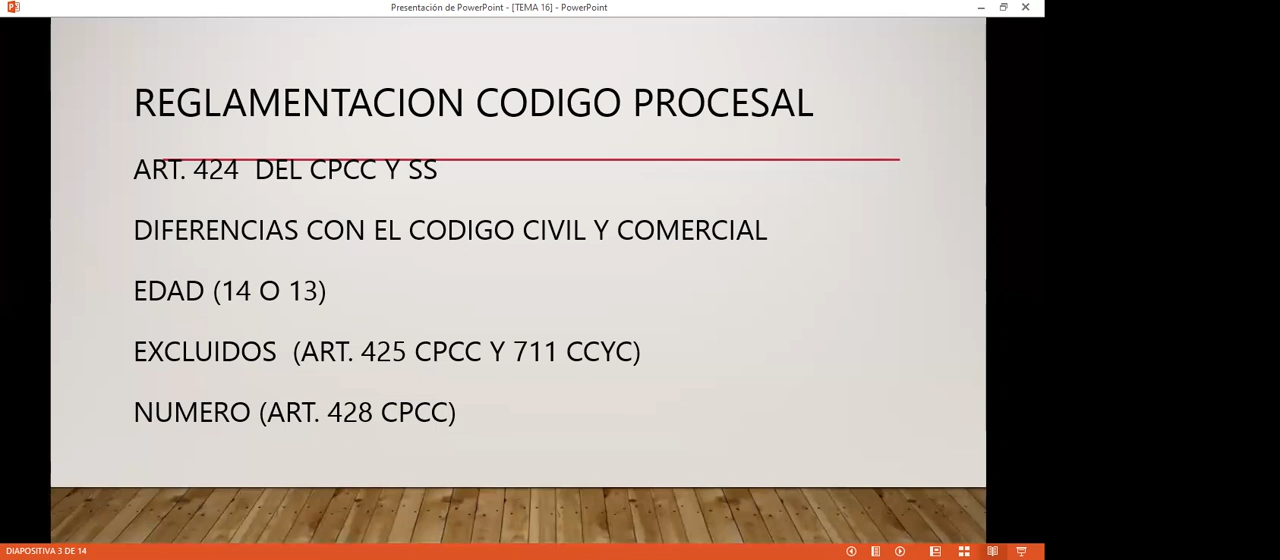 Presentación de PowerPoint - [TEMA 16] - PowerPoint
REGLAMENTACION CODIGO PROCESAL
ART. 424 DEL CPCC Y SS
DIFERENCIAS CON EL CODIGO CIVIL Y COMERCIAL
EDAD (14 O 13)
EXCLUIDOS (ART. 425 CPCC Y 711 CCYC)
NUMERO (ART. 428 CPCC)
DIAPOSITIVA 3 DE 14